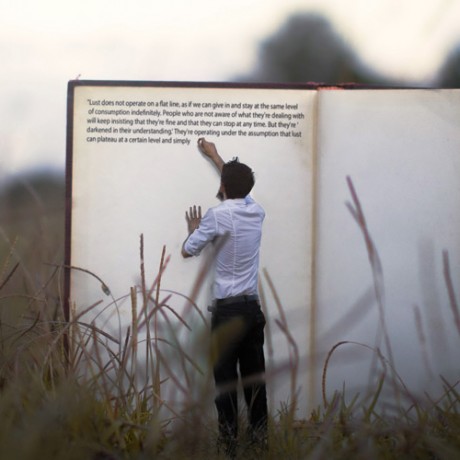 "Lust does not operate on a flat line, as if we can give in and stay at the same level
of consumption indefinitely. People who are not aware of what they're dealing with
will keep insisting that they're fine and that they can stop at any time. But they're '
darkened in their understanding.' They're operating under the assumption that lust
can plateau at a certain level and simply